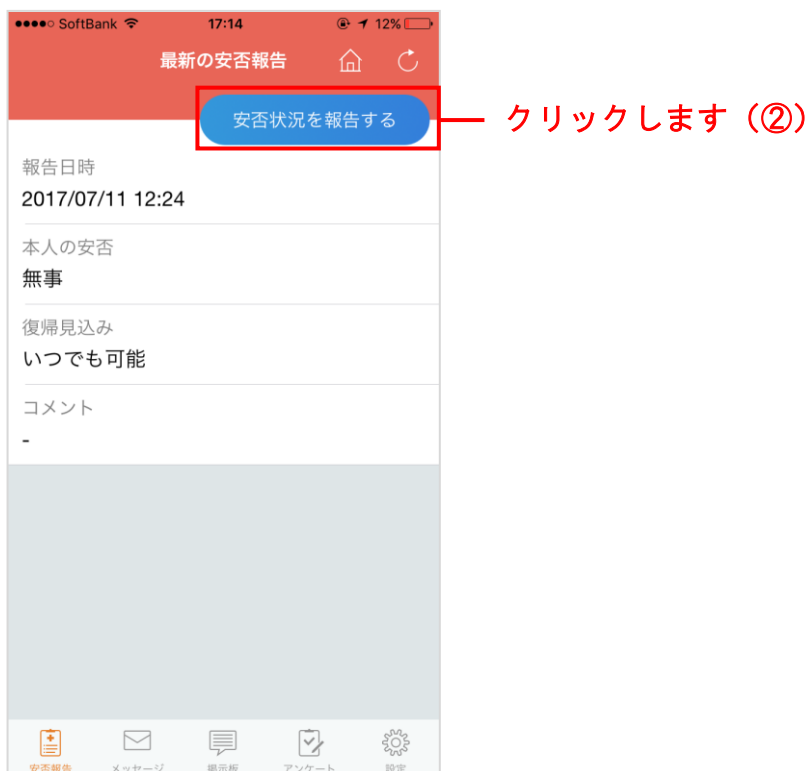 SoftBank 17:14 12%
最新の安否報告
安否状況を報告する
クリックします（②）
報告日時
2017/07/11 12:24
本人の安否
無事
復帰見込み
いつでも可能
コメント
-
安否報告 メッセージ 掲示板 アンケート 設定